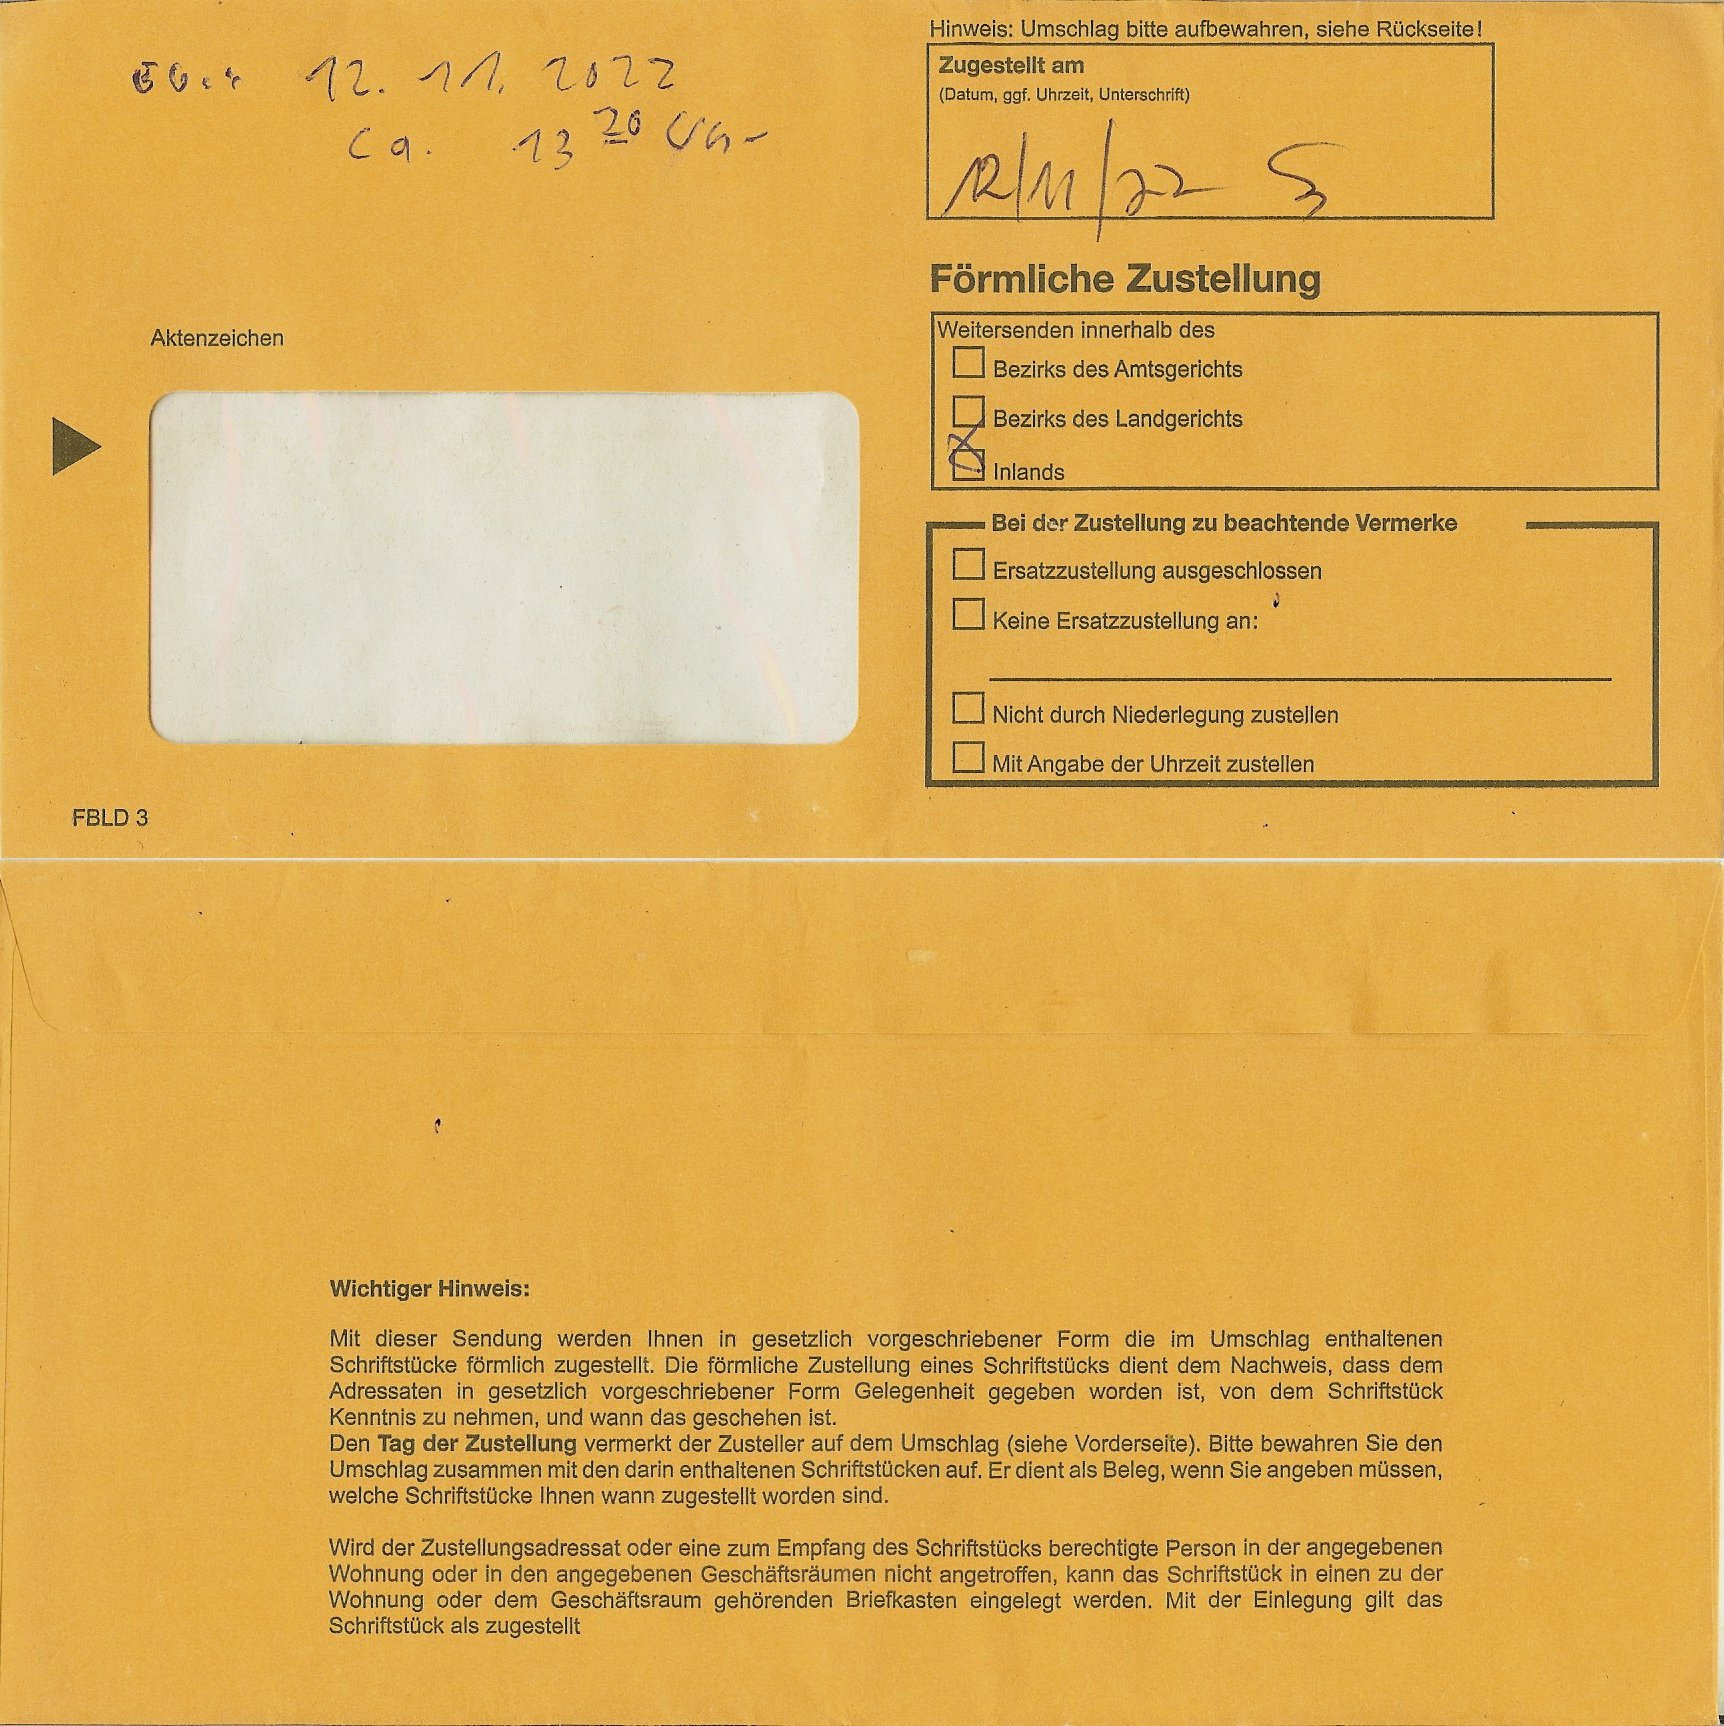 12. 11. 2022
ca. 13 20 Uhr
Hinweis: Umschlag bitte aufbewahren, siehe Rückseite!
Zugestellt am
(Datum, ggf. Uhrzeit, Unterschrift)
12/11/22
Förmliche Zustellung
Aktenzeichen
Weitersenden innerhalb des
Bezirks des Amtsgerichts
Bezirks des Landgerichts
Inlands
Bei der Zustellung zu beachtende Vermerke
Ersatzzustellung ausgeschlossen
Keine Ersatzzustellung an:
Nicht durch Niederlegung zustellen
Mit Angabe der Uhrzeit zustellen
FBLD 3
Wichtiger Hinweis:
Mit dieser Sendung werden Ihnen in gesetzlich vorgeschriebener Form die im Umschlag enthaltenen
Schriftstücke förmlich zugestellt. Die förmliche Zustellung eines Schriftstücks dient dem Nachweis, dass dem
Adressaten in gesetzlich vorgeschriebener Form Gelegenheit gegeben worden ist, von dem Schriftstück
Kenntnis zu nehmen, und wann das geschehen ist.
Den Tag der Zustellung vermerkt der Zusteller auf dem Umschlag (siehe Vorderseite). Bitte bewahren Sie den
Umschlag zusammen mit den darin enthaltenen Schriftstücken auf. Er dient als Beleg, wenn Sie angeben müssen,
welche Schriftstücke Ihnen wann zugestellt worden sind.
Wird der Zustellungsadressat oder eine zum Empfang des Schriftstücks berechtigte Person in der angegebenen
Wohnung oder in den angegebenen Geschäftsräumen nicht angetroffen, kann das Schriftstück in einen zu der
Wohnung oder dem Geschäftsraum gehörenden Briefkasten eingelegt werden. Mit der Einlegung gilt das
Schriftstück als zugestellt